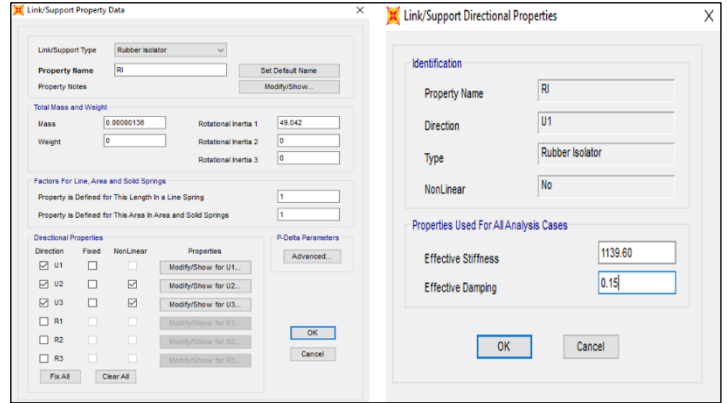 Link/Support Property Data
Link/Support Type Rubber Isolator
Property Name RI Set Default Name
Property Notes Modify/Show...
Total Mass and Weight
Mass 0.00000136 Rotational Inertia 1 49.042
Weight 0 Rotational Inertia 2 0
Rotational Inertia 3 0
Factors For Line, Area and Solid Springs
Property is Defined for This Length In a Line Spring 1
Property is Defined for This Area In Area and Solid Springs 1
Directional Properties P-Delta Parameters
Direction Fixed NonLinear Properties Advanced...
U1 Modify/Show for U1...
U2 Modify/Show for U2...
U3 Modify/Show for U3...
R1 Modify/Show for R1...
R2 Modify/Show for R2... OK
R3 Modify/Show for R3... Cancel
Fix All Clear All
Link/Support Directional Properties
Identification
Property Name RI
Direction U1
Type Rubber Isolator
NonLinear No
Properties Used For All Analysis Cases
Effective Stiffness 1139.60
Effective Damping 0.15
OK Cancel